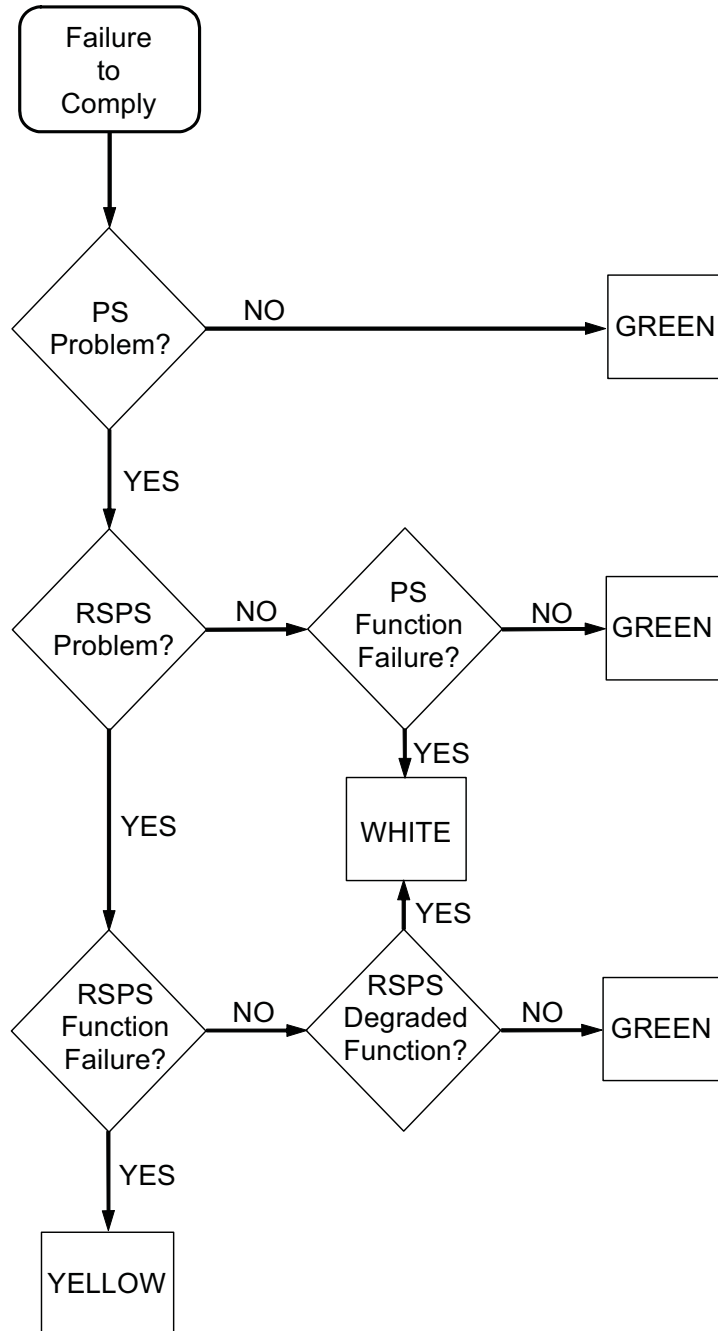 Failure
to
Comply
PS
Problem?
NO
GREEN
YES
RSPS
Problem?
NO
PS
Function
Failure?
NO
GREEN
YES
YES
WHITE
YES
RSPS
Function
Failure?
NO
RSPS
Degraded
Function?
NO
GREEN
YES
YELLOW